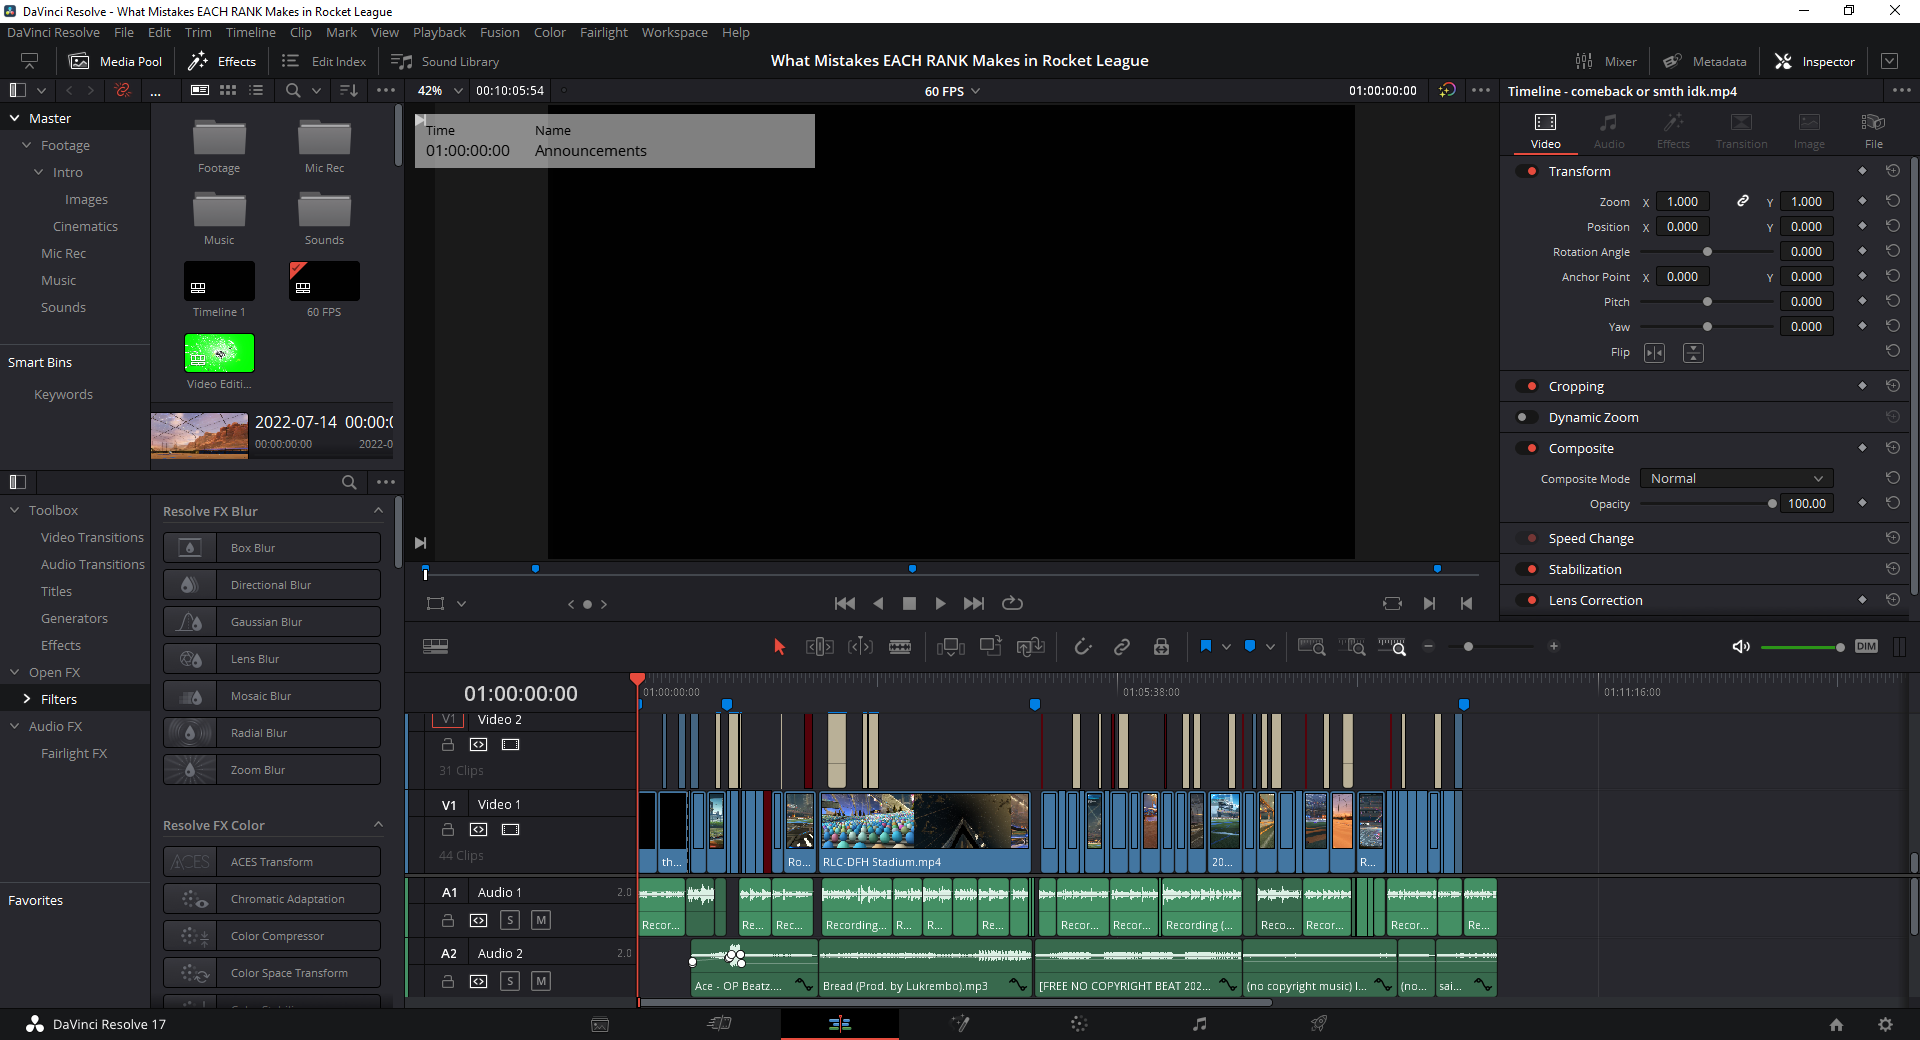 DaVinci Resolve - What Mistakes EACH RANK Makes in Rocket League
DaVinci Resolve File Edit Trim Timeline Clip Mark View Playback Fusion Color Fairlight Workspace Help
Media Pool Effects Edit Index Sound Library
What Mistakes EACH RANK Makes in Rocket League
Mixer Metadata Inspector
42% 00:10:05:54
60 FPS
01:00:00:00
Timeline - comeback or smth idk.mp4
Master
Footage
Intro
Images
Cinematics
Mic Rec
Music
Sounds
Smart Bins
Keywords
Footage
Mic Rec
Music
Sounds
Timeline 1
60 FPS
Video Editi...
2022-07-14 00:00:0
00:00:00:00 2022-0
Time Name
01:00:00:00 Announcements
Video Audio Effects Transition Image File
Transform
Zoom X 1.000 Y 1.000
Position X 0.000 Y 0.000
Rotation Angle 0.000
Anchor Point X 0.000 Y 0.000
Pitch 0.000
Yaw 0.000
Flip
Cropping
Dynamic Zoom
Composite
Composite Mode Normal
Opacity 100.00
Speed Change
Stabilization
Lens Correction
Toolbox
Video Transitions
Audio Transitions
Titles
Generators
Effects
Open FX
Filters
Audio FX
Fairlight FX
Favorites
Resolve FX Blur
Box Blur
Directional Blur
Gaussian Blur
Lens Blur
Mosaic Blur
Radial Blur
Zoom Blur
Resolve FX Color
ACES ACES Transform
Chromatic Adaptation
Color Compressor
Color Space Transform
DIM
01:00:00:00
01:00:00:00 01:05:38:00 01:11:16:00
V1 Video 2
31 Clips
V1 Video 1
44 Clips
th... Ro... RLC-DFH Stadium.mp4 20... R...
A1 Audio 1 2.0
S M
Recor... Re... Rec... Recording... R... R... Re... Recor... Recor... Recording (... Reco... Recor... Recor... Re...
A2 Audio 2 2.0
S M
Ace - OP Beatz.... Bread (Prod. by Lukrembo).mp3 [FREE NO COPYRIGHT BEAT 202... (no copyright music) l... (no... sai...
DaVinci Resolve 17